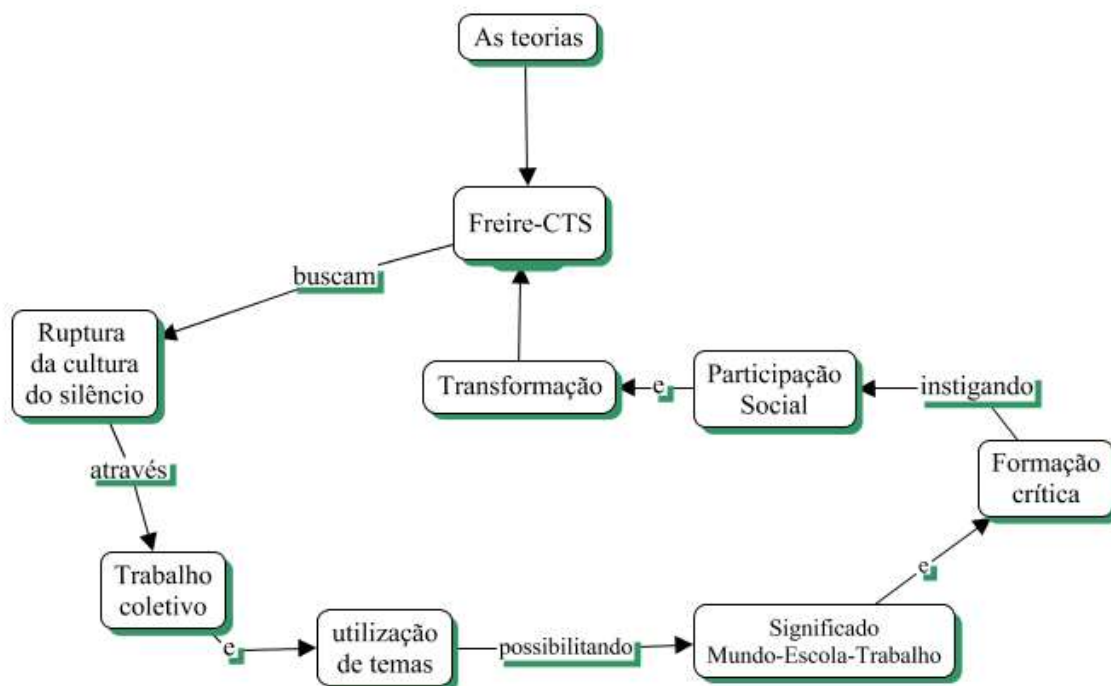 As teorias
Freire-CTS
buscam
Ruptura
da cultura
do silêncio
através
Trabalho
coletivo
e
utilização
de temas
possibilitando
Significado
Mundo-Escola-Trabalho
e
Formação
crítica
instigando
Participação
Social
e
Transformação